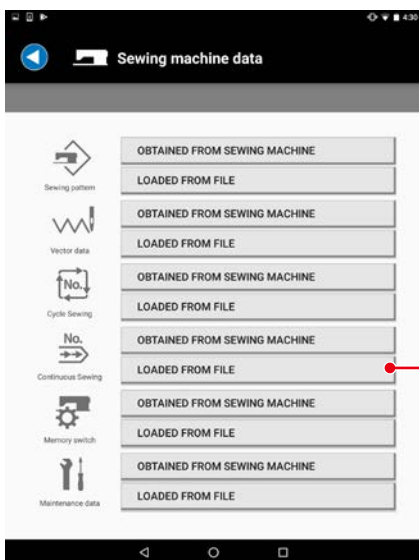 4:30
Sewing machine data
Sewing pattern
OBTAINED FROM SEWING MACHINE
LOADED FROM FILE
Vector data
OBTAINED FROM SEWING MACHINE
LOADED FROM FILE
No.
Cycle Sewing
OBTAINED FROM SEWING MACHINE
LOADED FROM FILE
No.
Continuous Sewing
OBTAINED FROM SEWING MACHINE
LOADED FROM FILE
Memory switch
OBTAINED FROM SEWING MACHINE
LOADED FROM FILE
Maintenance data
OBTAINED FROM SEWING MACHINE
LOADED FROM FILE